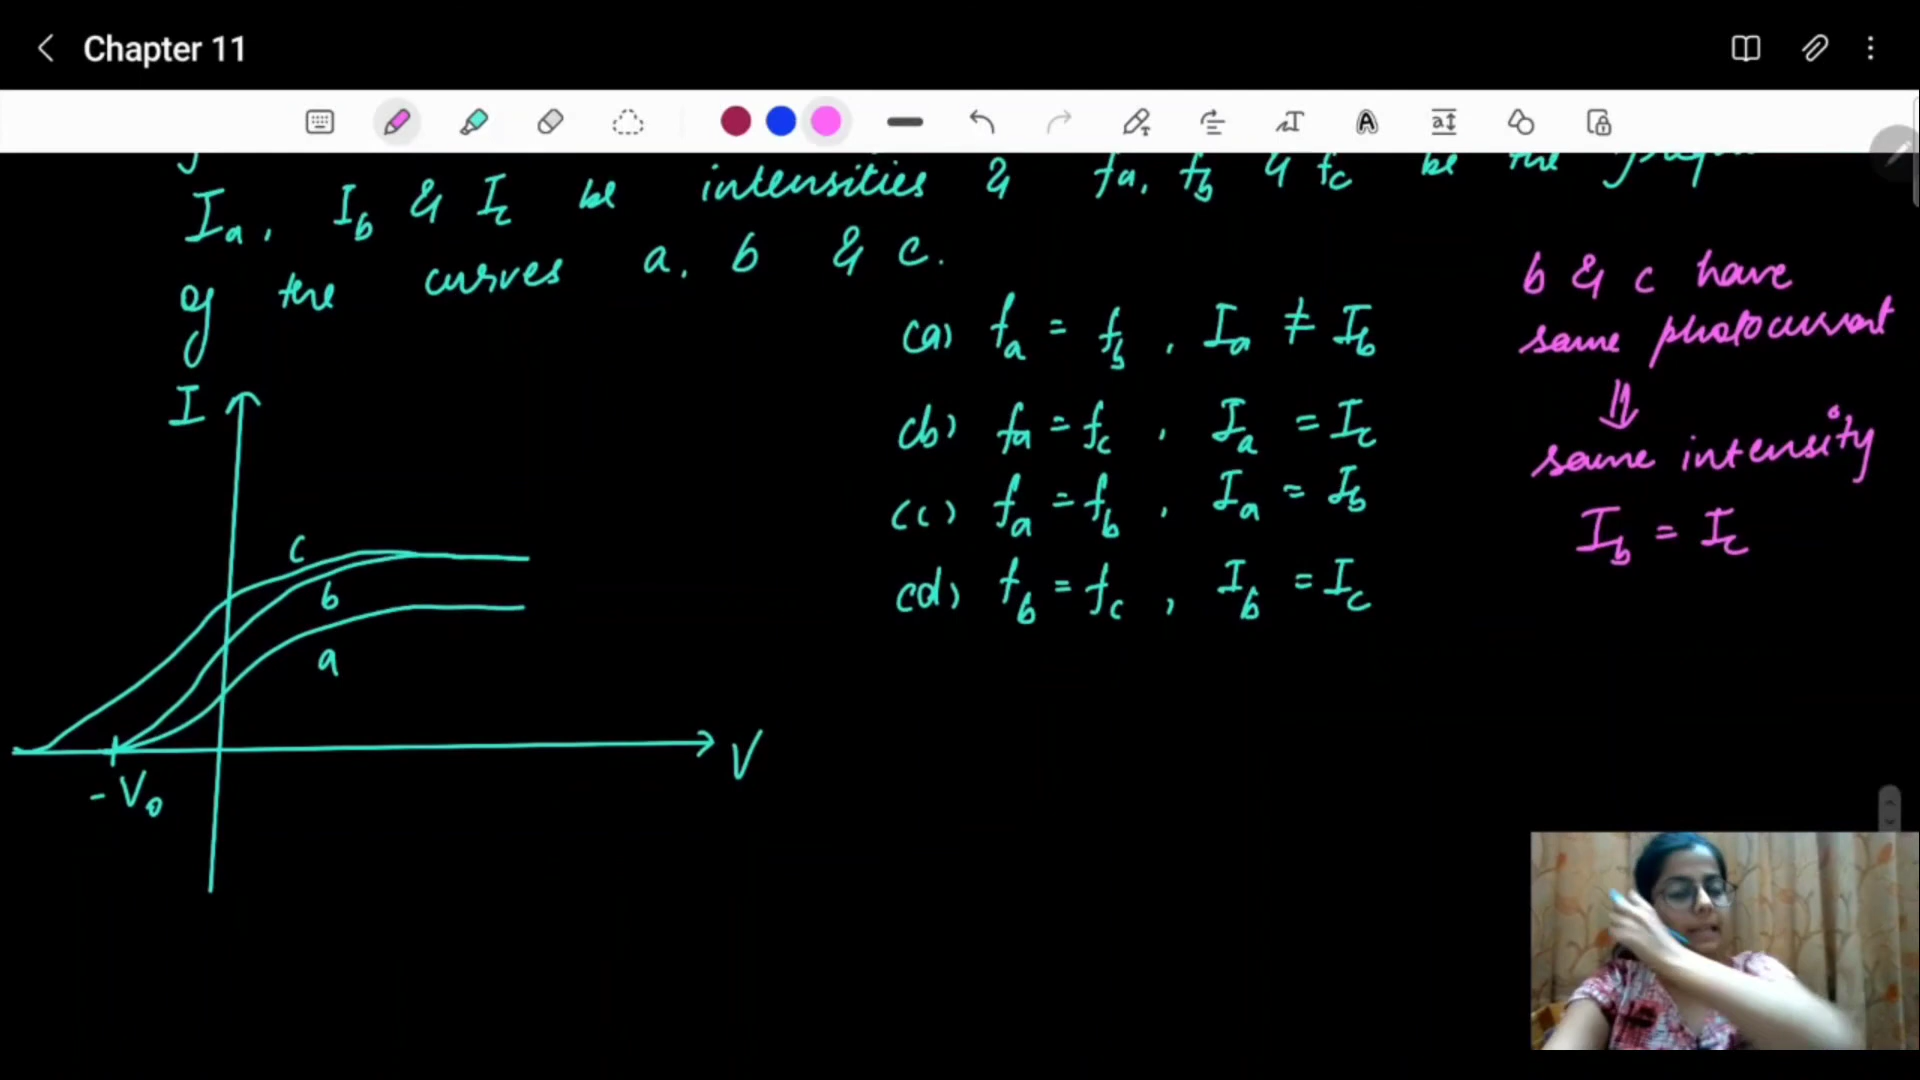 Chapter 11
Ia, Ib & Ic be intensities & fa, fb & fc be the
of the curves a, b & c.
(a) fa = fb , Ia ≠ Ib
(b) fa = fc , Ia = Ic
(c) fa = fb , Ia = Ib
(d) fb = fc , Ib = Ic
b & c have
same photocurrent
⇓
same intensity
Ib = Ic
I
c
b
a
V
- V0